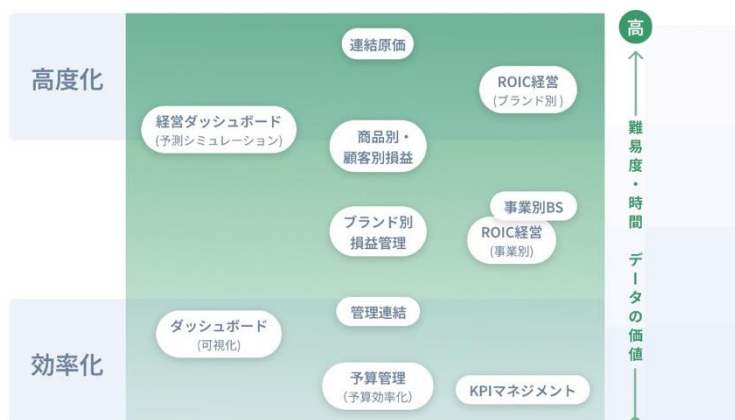 高
連結原価
高度化
ROIC経営
(ブランド別)
経営ダッシュボード
(予測シミュレーション)
商品別・
顧客別損益
難易度・時間 データの価値
事業別BS
ブランド別
損益管理
ROIC経営
(事業別)
管理連結
ダッシュボード
(可視化)
効率化
予算管理
(予算効率化)
KPIマネジメント